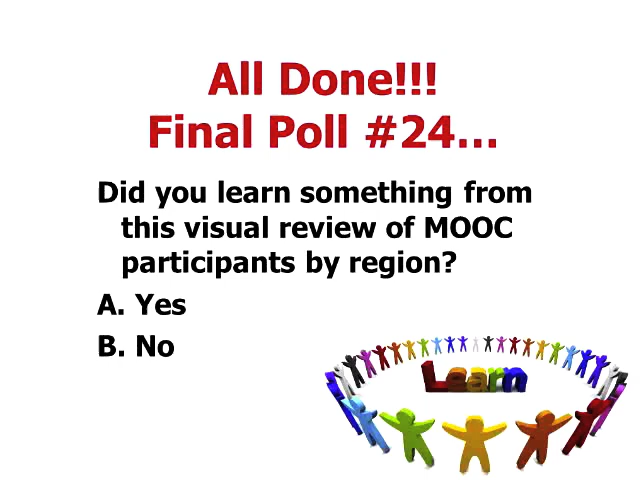 All Done!!!
Final Poll #24...
Did you learn something from
this visual review of MOOC
participants by region?
A. Yes
B. No
Learn